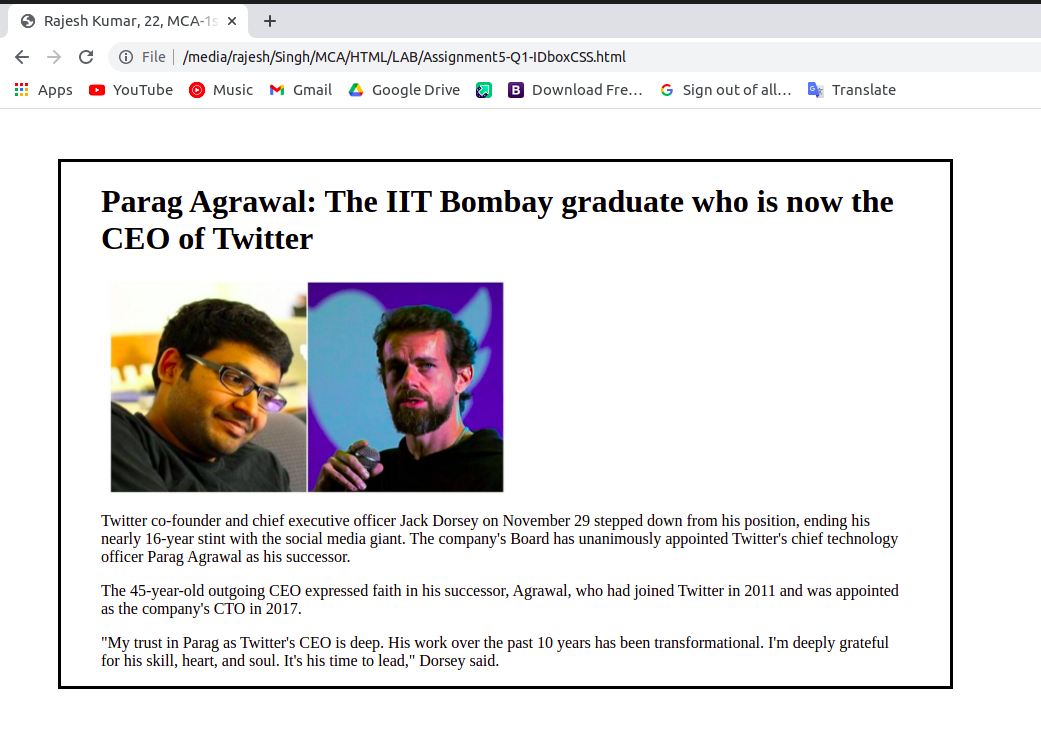 Rajesh Kumar, 22, MCA-1s
File | /media/rajesh/Singh/MCA/HTML/LAB/Assignment5-Q1-IDboxCSS.html
Apps YouTube Music Gmail Google Drive B Download Fre… Sign out of all… Translate
Parag Agrawal: The IIT Bombay graduate who is now the
CEO of Twitter
Twitter co-founder and chief executive officer Jack Dorsey on November 29 stepped down from his position, ending his
nearly 16-year stint with the social media giant. The company's Board has unanimously appointed Twitter's chief technology
officer Parag Agrawal as his successor.
The 45-year-old outgoing CEO expressed faith in his successor, Agrawal, who had joined Twitter in 2011 and was appointed
as the company's CTO in 2017.
"My trust in Parag as Twitter's CEO is deep. His work over the past 10 years has been transformational. I'm deeply grateful
for his skill, heart, and soul. It's his time to lead," Dorsey said.